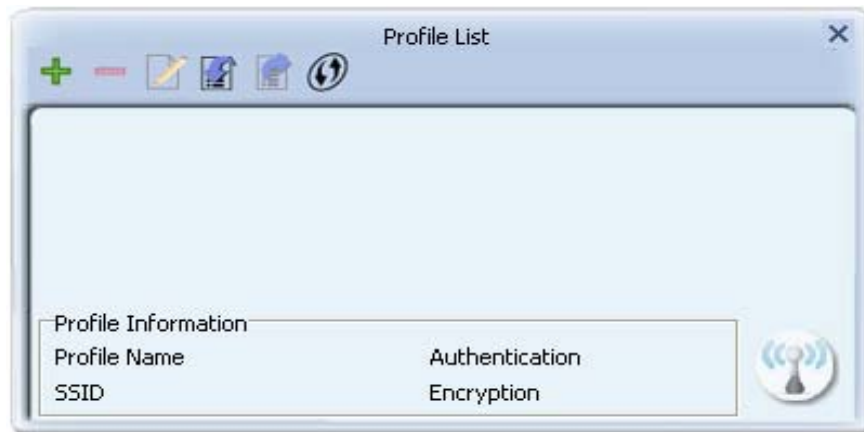 Profile List
Profile Information
Profile Name Authentication
SSID Encryption